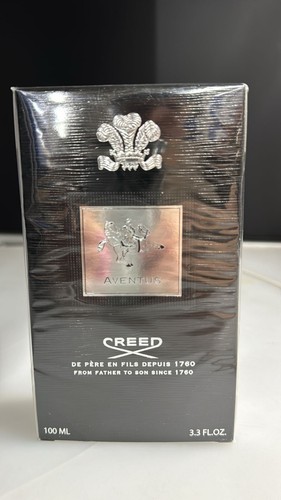 AVENTUS
CREED
DE PÈRE EN FILS DEPUIS 1760
FROM FATHER TO SON SINCE 1760
100 ML
3.3 FL.OZ.